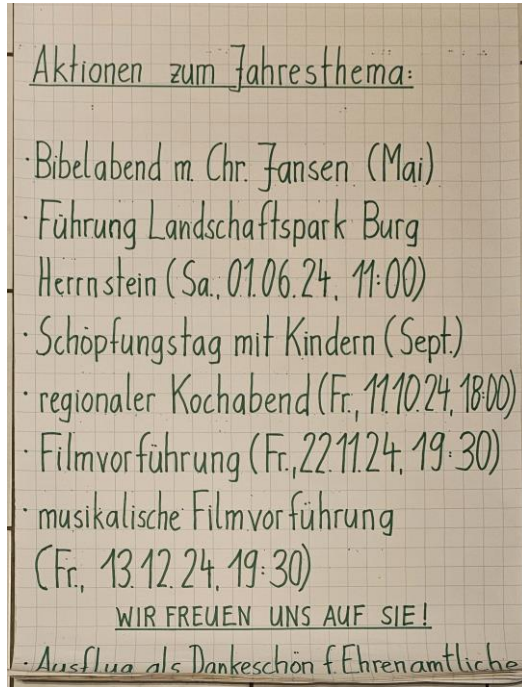 Aktionen zum Jahresthema:
· Bibelabend m. Chr. Jansen (Mai)
· Führung Landschaftspark Burg
Herrnstein (Sa., 01.06.24, 11:00)
· Schöpfungstag mit Kindern (Sept.)
· regionaler Kochabend (Fr., 11.10.24, 18:00)
· Filmvorführung (Fr., 22.11.24, 19:30)
· musikalische Filmvorführung
(Fr., 13.12.24, 19:30)
WIR FREUEN UNS AUF SIE!
· Ausflug als Dankeschön f. Ehrenamtliche